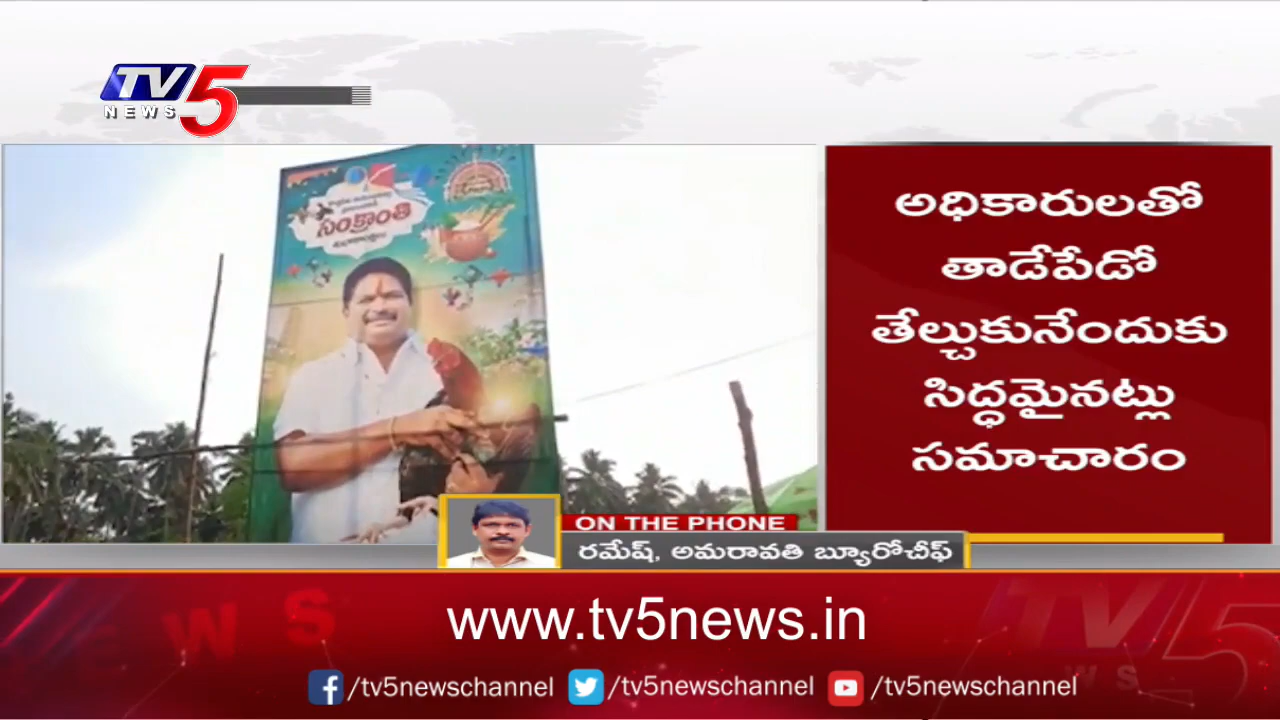 TV5
NEWS
సంక్రాంతి
అధికారులతో
తాడేపేడో
తేల్చుకునేందుకు
సిద్ధమైనట్లు
సమాచారం
ON THE PHONE
రమేష్, అమరావతి బ్యూరోచీఫ్
www.tv5news.in
/tv5newschannel /tv5newschannel /tv5newschannel